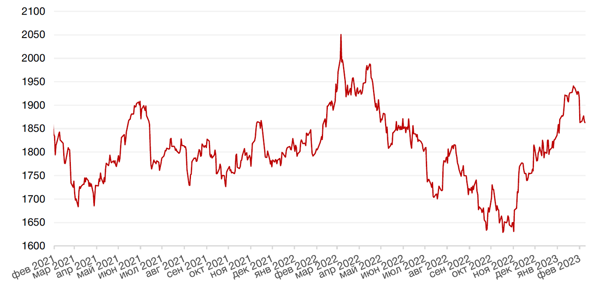 2100
2050
2000
1950
1900
1850
1800
1750
1700
1650
1600
фев 2021
мар 2021
апр 2021
май 2021
июн 2021
июл 2021
авг 2021
сен 2021
окт 2021
ноя 2021
дек 2021
янв 2022
фев 2022
мар 2022
апр 2022
май 2022
июн 2022
июл 2022
авг 2022
сен 2022
окт 2022
ноя 2022
дек 2022
янв 2023
фев 2023